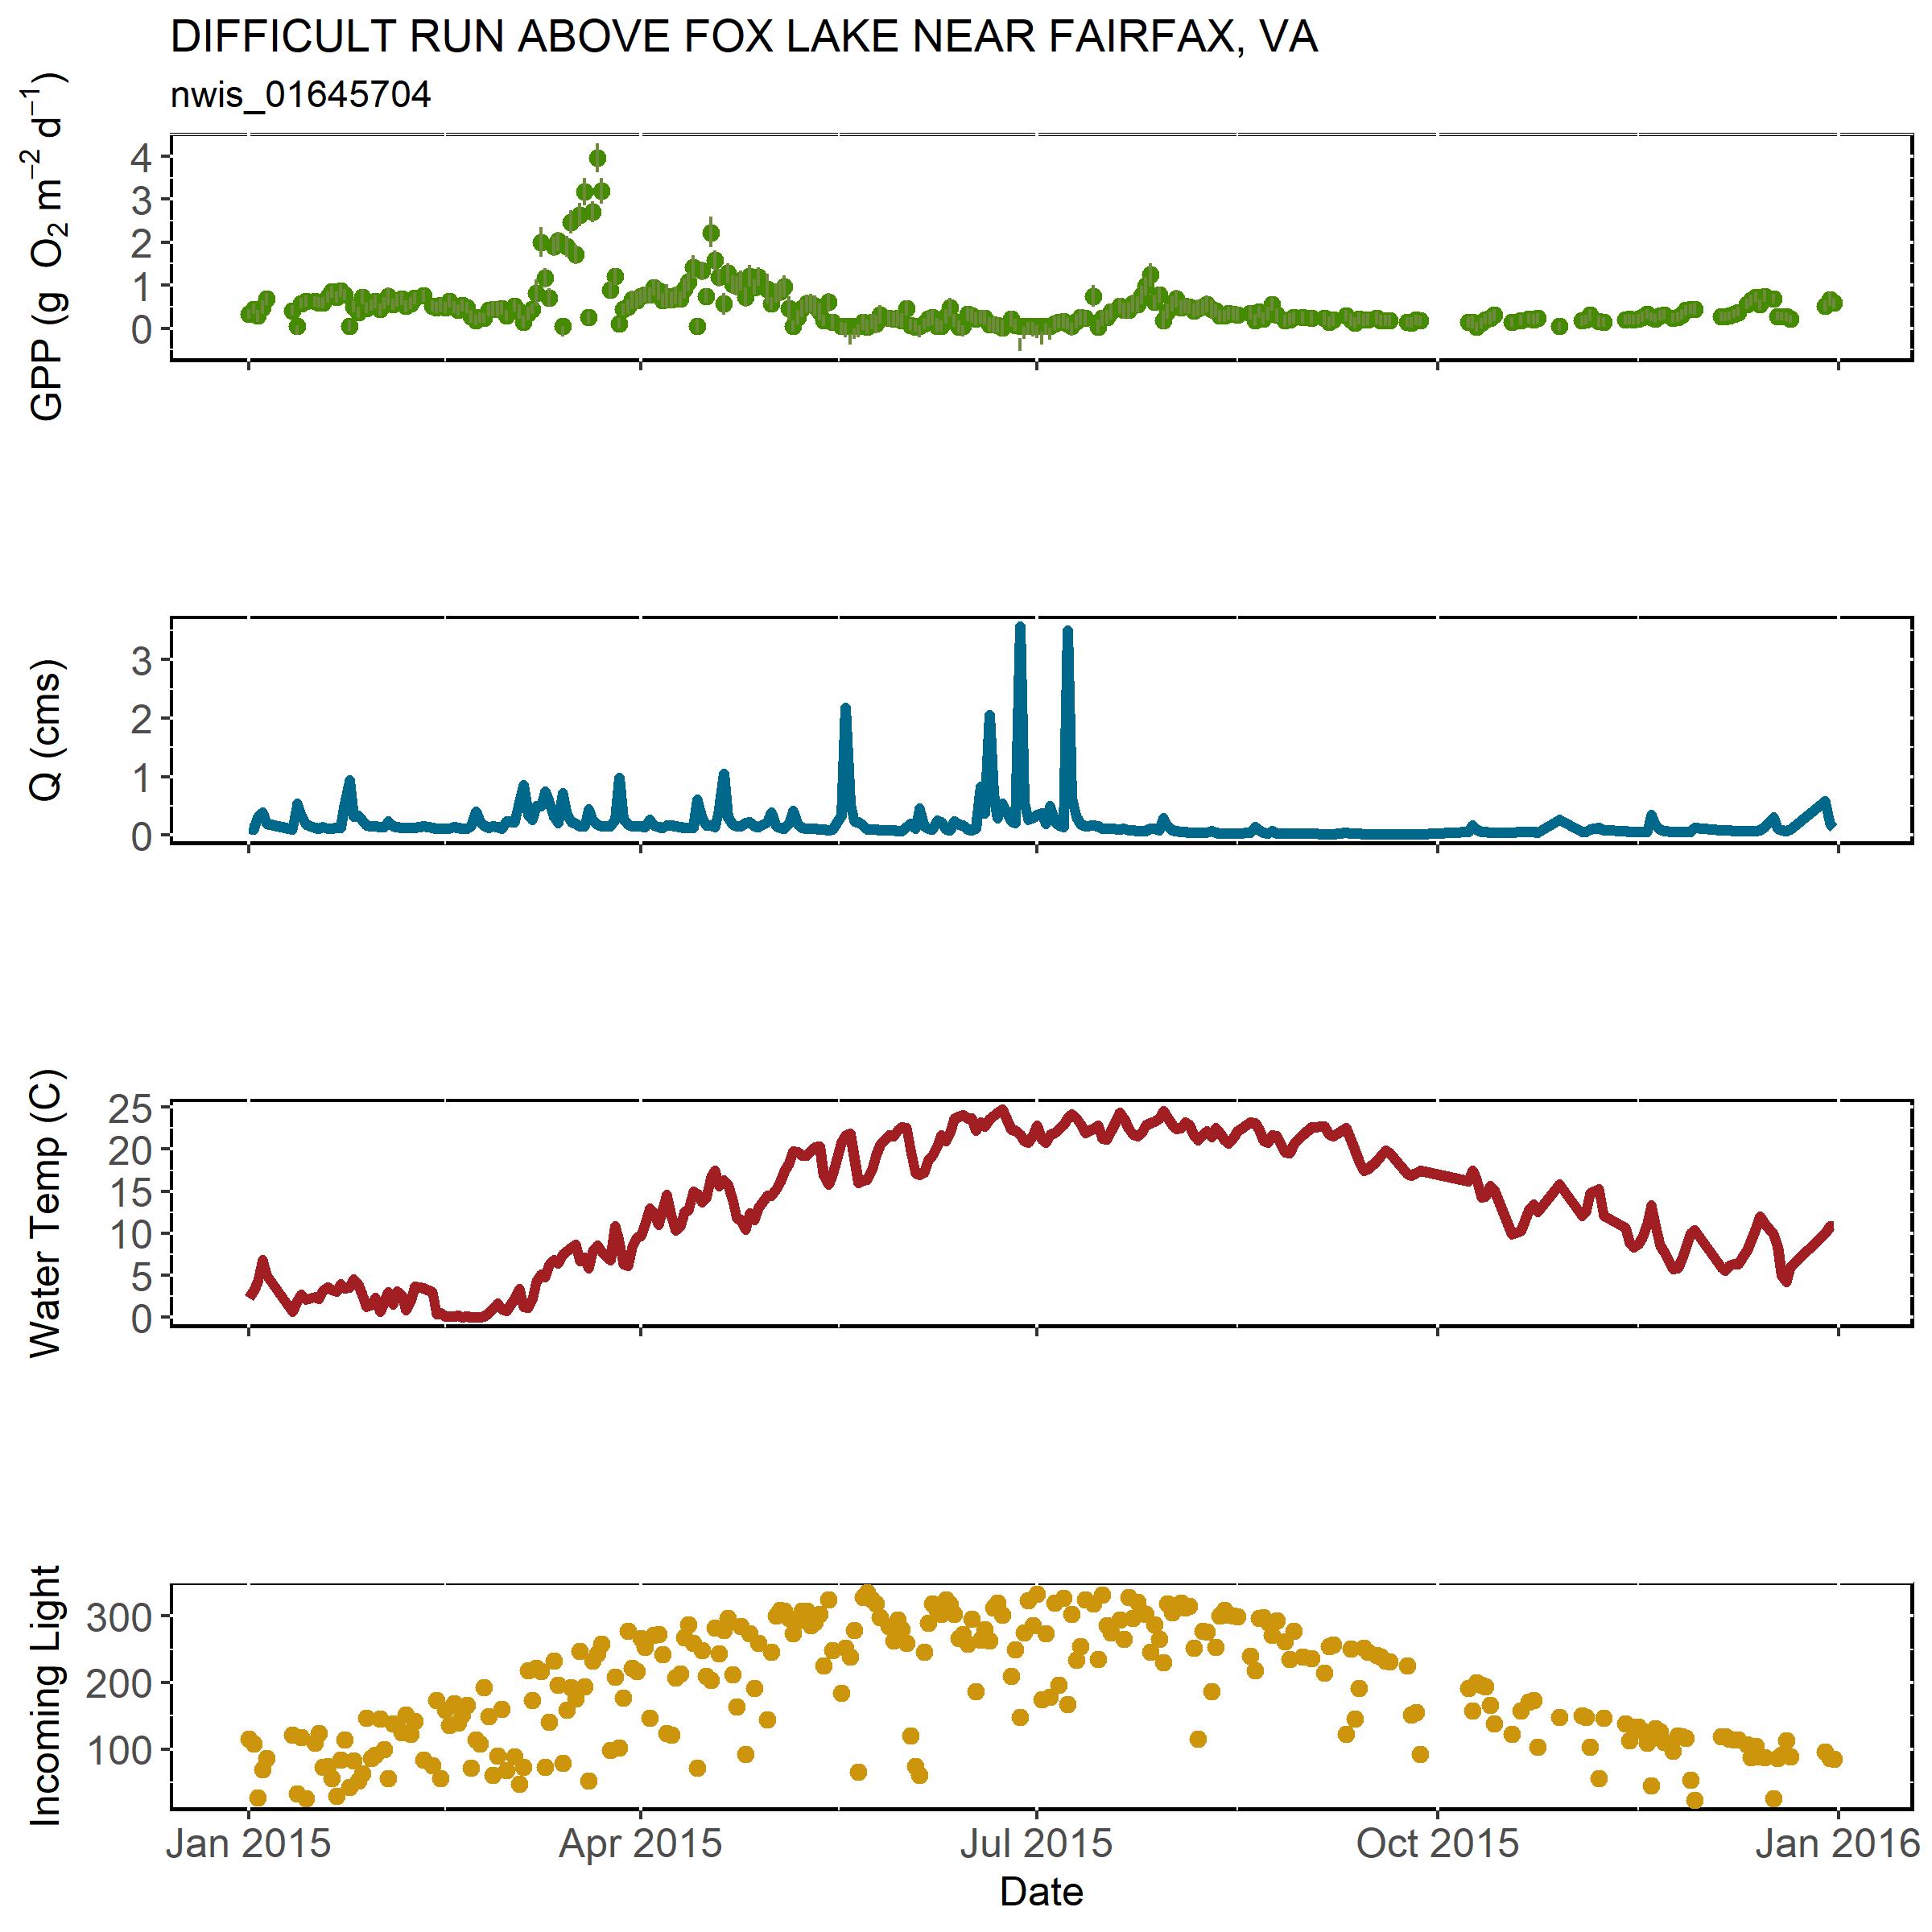 DIFFICULT RUN ABOVE FOX LAKE NEAR FAIRFAX, VA
nwis_01645704
GPP (g O₂ m⁻² d⁻¹)
4
3
2
1
0
Q (cms)
3
2
1
0
Water Temp (C)
25
20
15
10
5
0
Incoming Light
300
200
100
Jan 2015 Apr 2015 Jul 2015 Oct 2015 Jan 2016
Date